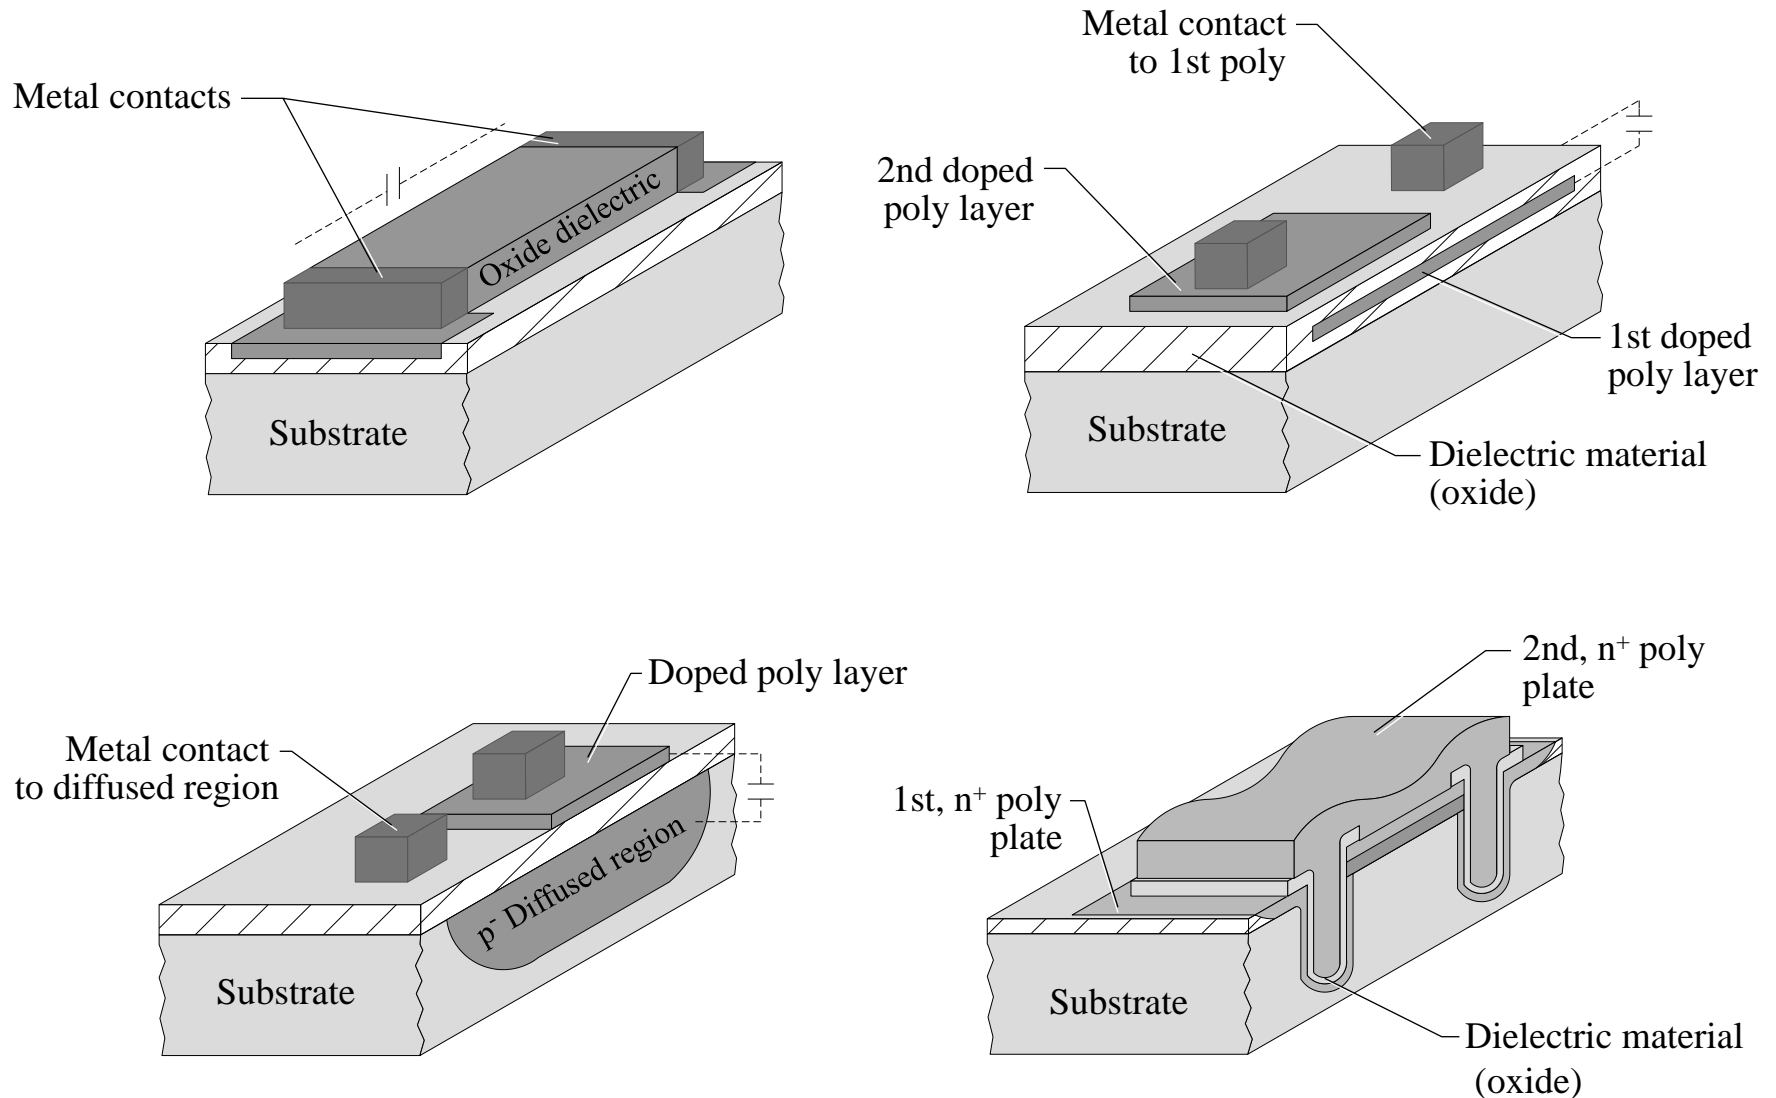 Metal contacts
Oxide dielectric
Substrate
Metal contact
to 1st poly
2nd doped
poly layer
1st doped
poly layer
Substrate
Dielectric material
(oxide)
Doped poly layer
Metal contact
to diffused region
p⁻ Diffused region
Substrate
2nd, n⁺ poly
plate
1st, n⁺ poly
plate
Substrate
Dielectric material
(oxide)